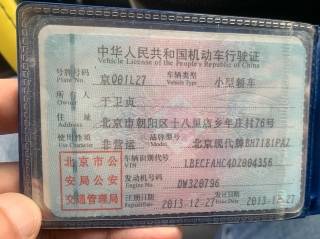 中华人民共和国机动车行驶证
Vehicle License of the People's Republic of China
号牌号码 京Q01L27 车辆类型 小型轿车
Plate No. Vehicle Type
所有人 于卫贞
Owner
住址 北京市朝阳区十八里店乡年庄村76号
Address
使用性质 非营运 品牌型号 北京现代牌BH7181PAZ
Use Character Model
北京市公 车辆识别代号 LBECFAHC4DZ004356
VIN
安局公安 发动机号码 DW320796
Engine No.
交通管理局 注册日期 2013-12-27 发证日期 2013-12-27
Issue Date